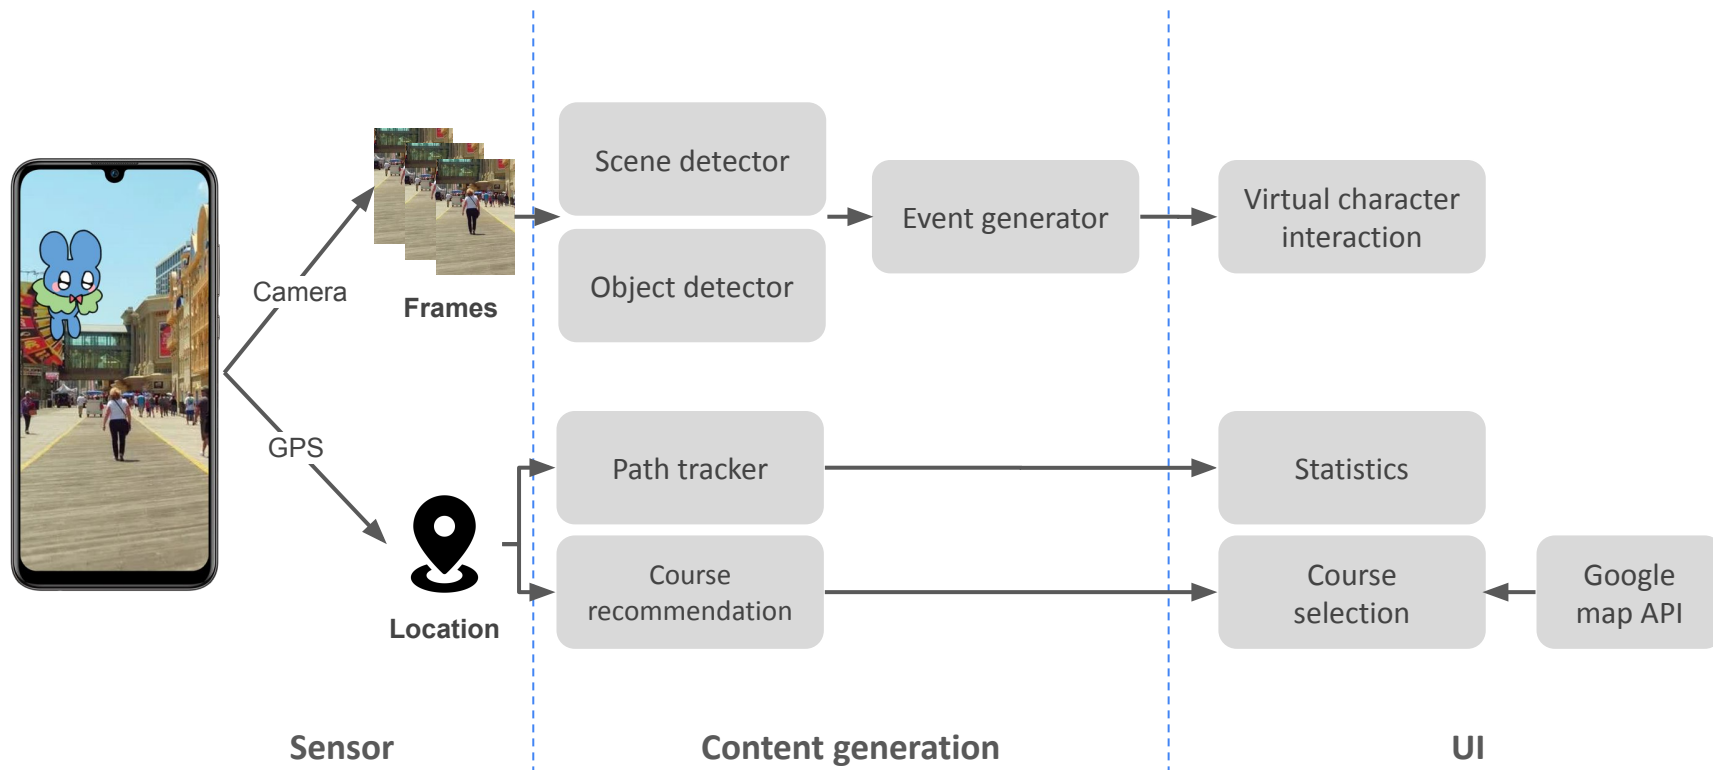 Camera
GPS
Frames
Location
Scene detector
Object detector
Event generator
Virtual character
interaction
Path tracker
Statistics
Course
recommendation
Course
selection
Google
map API
Sensor
Content generation
UI